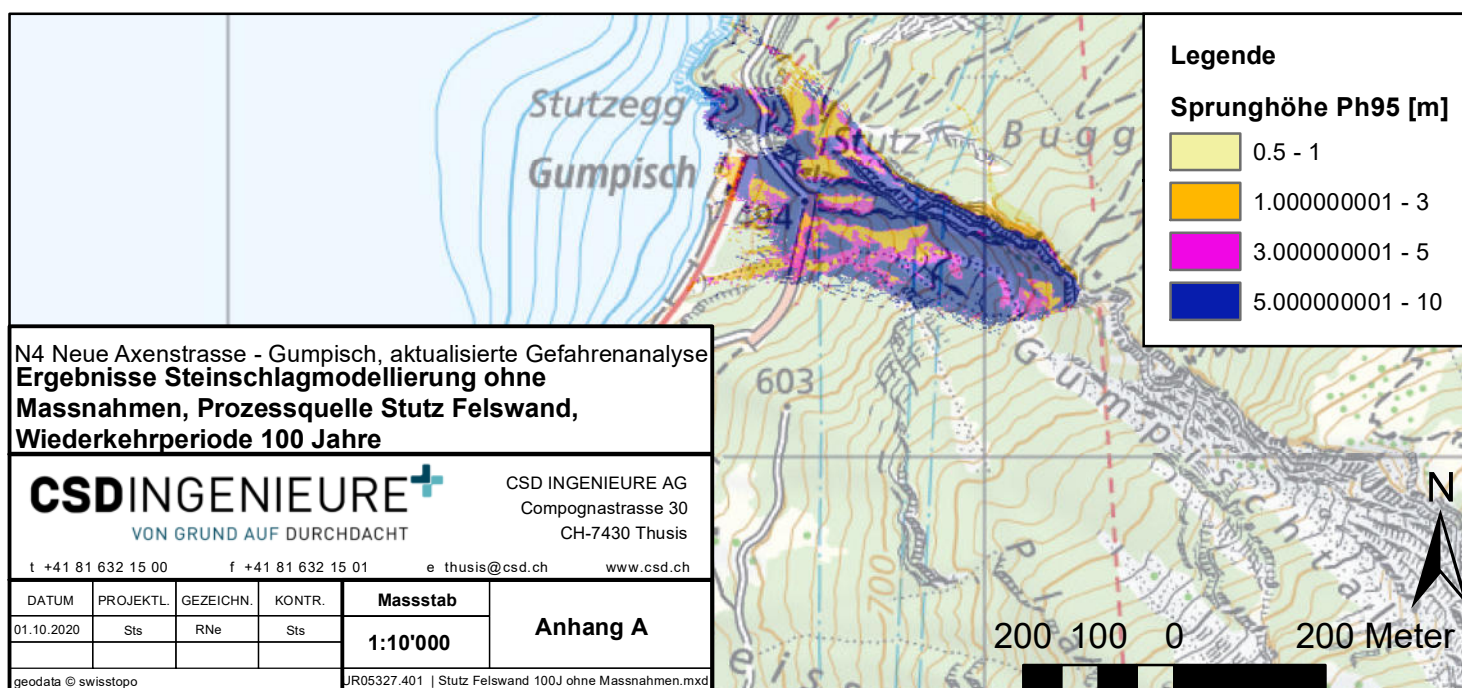 Stutzegg
Gumpisch
Stutz
Bugg
494
603
Gumpischtal
700
Legende
Sprunghöhe Ph95 [m]
0.5 - 1
1.000000001 - 3
3.000000001 - 5
5.000000001 - 10
N4 Neue Axenstrasse - Gumpisch, aktualisierte Gefahrenanalyse
Ergebnisse Steinschlagmodellierung ohne
Massnahmen, Prozessquelle Stutz Felswand,
Wiederkehrperiode 100 Jahre
CSDINGENIEURE
VON GRUND AUF DURCHDACHT
CSD INGENIEURE AG
Compognastrasse 30
CH-7430 Thusis
t +41 81 632 15 00 f +41 81 632 15 01 e thusis@csd.ch www.csd.ch
DATUM PROJEKTL. GEZEICHN. KONTR. Massstab
01.10.2020 Sts RNe Sts
1:10'000
Anhang A
geodata © swisstopo
JR05327.401 | Stutz Felswand 100J ohne Massnahmen.mxd
N
200 100 0 200 Meter